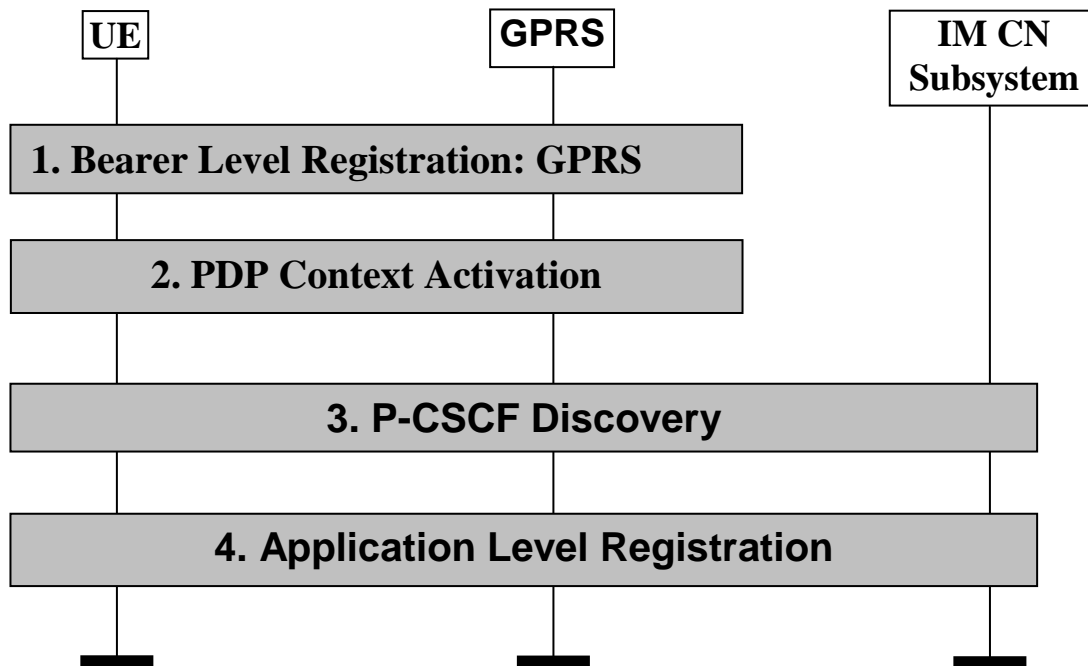 UE
GPRS
IM CN
Subsystem
1. Bearer Level Registration: GPRS
2. PDP Context Activation
3. P-CSCF Discovery
4. Application Level Registration